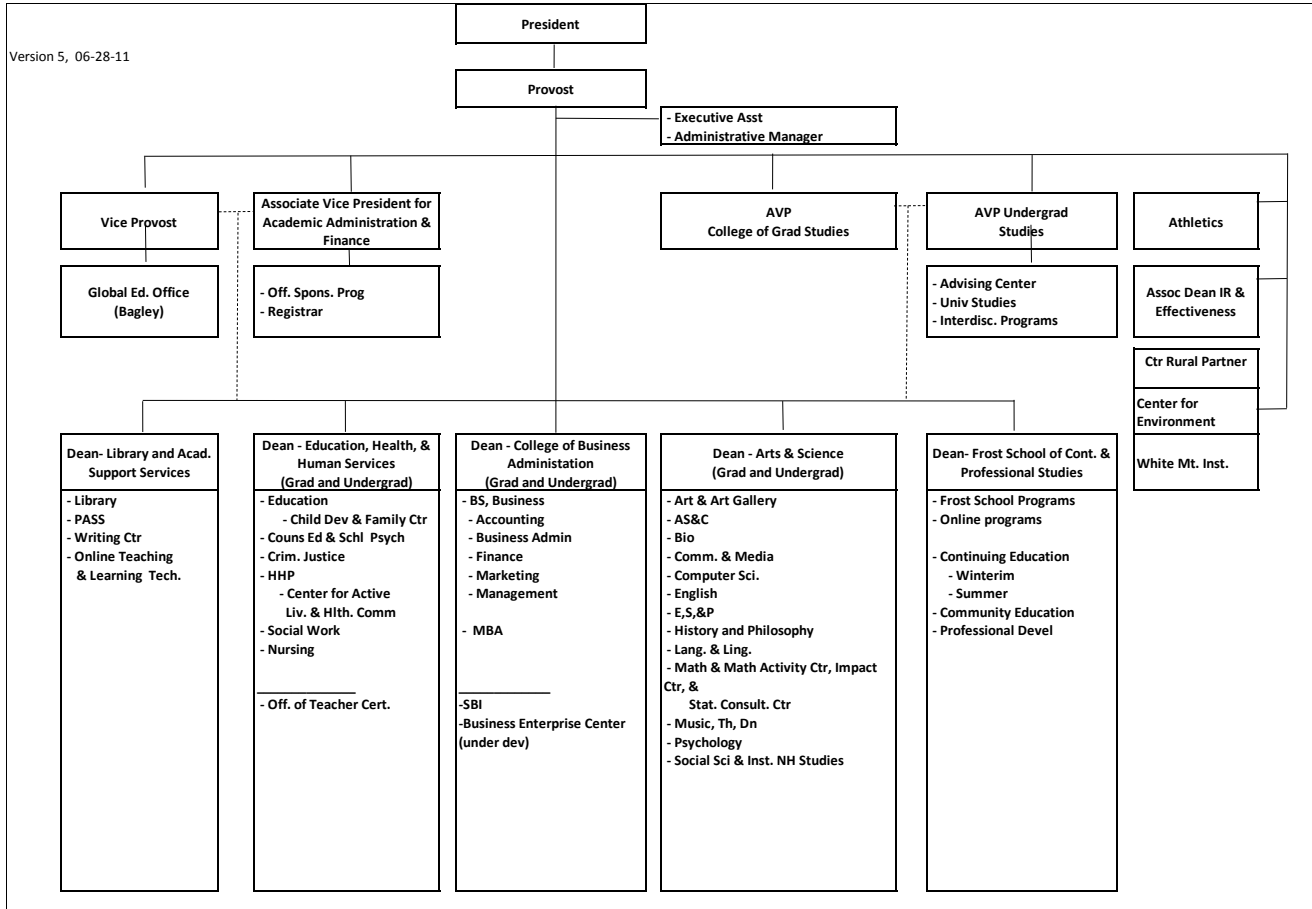 President
Version 5, 06-28-11
Provost
- Executive Asst
- Administrative Manager
Vice Provost
Associate Vice President for
Academic Administration &
Finance
AVP
College of Grad Studies
AVP Undergrad
Studies
Athletics
Global Ed. Office
(Bagley)
- Off. Spons. Prog
- Registrar
- Advising Center
- Univ Studies
- Interdisc. Programs
Assoc Dean IR &
Effectiveness
Ctr Rural Partner
Center for
Environment
White Mt. Inst.
Dean- Library and Acad.
Support Services
- Library
- PASS
- Writing Ctr
- Online Teaching
& Learning Tech.
Dean - Education, Health, &
Human Services
(Grad and Undergrad)
- Education
- Child Dev & Family Ctr
- Couns Ed & Schl Psych
- Crim. Justice
- HHP
- Center for Active
Liv. & Hlth. Comm
- Social Work
- Nursing
- Off. of Teacher Cert.
Dean - College of Business
Administation
(Grad and Undergrad)
- BS, Business
- Accounting
- Business Admin
- Finance
- Marketing
- Management
- MBA
-SBI
-Business Enterprise Center
(under dev)
Dean - Arts & Science
(Grad and Undergrad)
- Art & Art Gallery
- AS&C
- Bio
- Comm. & Media
- Computer Sci.
- English
- E,S,&P
- History and Philosophy
- Lang. & Ling.
- Math & Math Activity Ctr, Impact
Ctr, &
Stat. Consult. Ctr
- Music, Th, Dn
- Psychology
- Social Sci & Inst. NH Studies
Dean- Frost School of Cont. &
Professional Studies
- Frost School Programs
- Online programs
- Continuing Education
- Winterim
- Summer
- Community Education
- Professional Devel